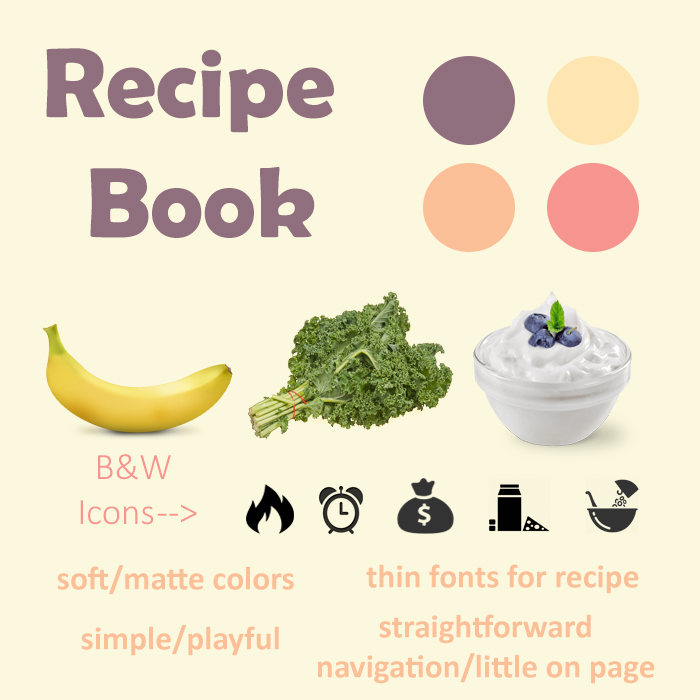 Recipe
Book
B&W
Icons-->
$
soft/matte colors
thin fonts for recipe
simple/playful
straightforward
navigation/little on page